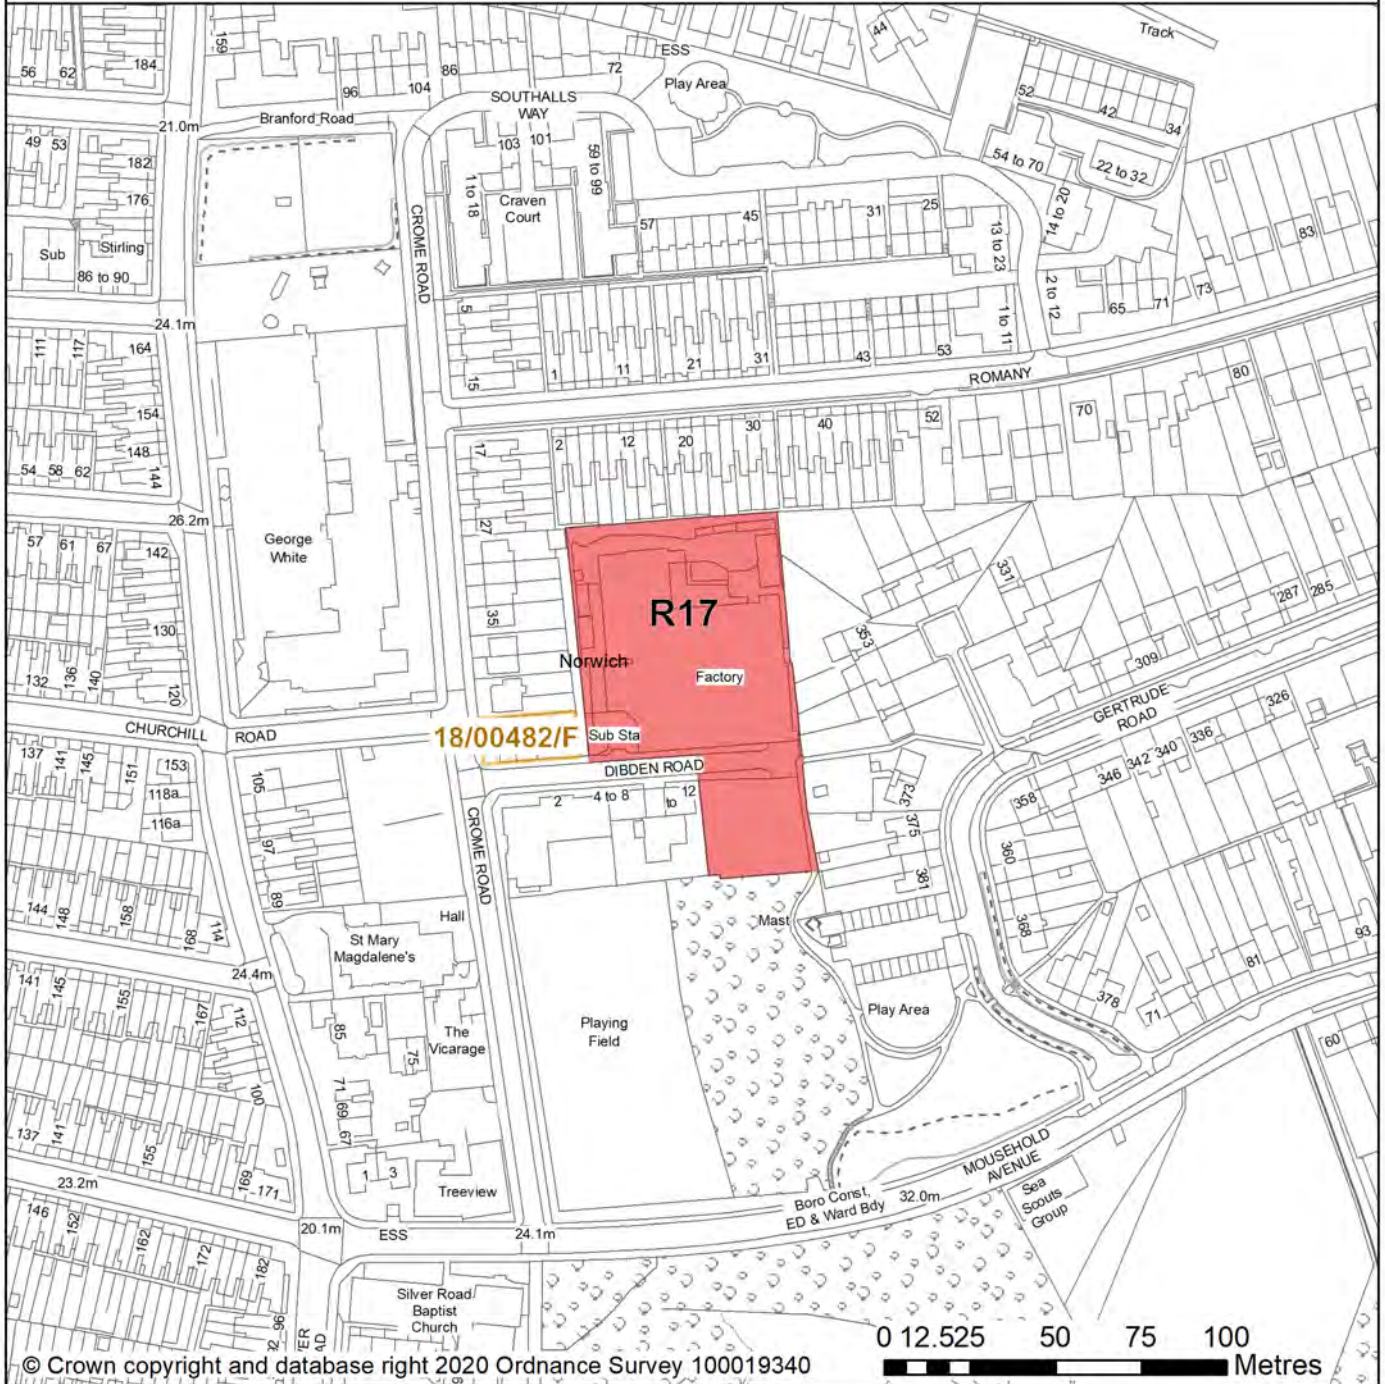 Track
44
159
ESS
56
62
184
72
86
Play Area
96
104
52
SOUTHALLS
WAY
42
Branford Road
21.0m
34
49
53
103
101
182
59 to 99
54 to 70
22 to 32
176
1 to 18
Craven
Court
14 to 20
CROME ROAD
57
45
31
25
13 to 23
83
Sub
Stirling
86 to 90
2 to 12
73
71
65
5
1 to 11
24.1m
111
117
164
15
1
11
21
31
43
53
ROMANY
80
154
70
52
2
12
20
30
40
148
17
54
58
62
144
27
26.2m
57
61
67
142
George
White
331
287
285
35
R17
130
353
Norwich
309
132
136
140
120
Factory
GERTRUDE
ROAD
326
CHURCHILL
ROAD
18/00482/F
Sub Sta
336
340
342
346
137
141
145
151
153
DIBDEN ROAD
105
118a
2
4 to 8
to
12
373
358
116a
375
CROME ROAD
97
360
381
89
144
148
158
168
114
Hall
Mast
368
St Mary
Magdalene's
93
24.4m
81
141
145
155
167
112
Play Area
378
71
85
The
Vicarage
75
Playing
Field
60
100
71
69
67
137
141
155
169
171
1
3
MOUSEHOLD
AVENUE
23.2m
Treeview
Boro Const,
ED & Ward Bdy
32.0m
Sea
Scouts
Group
146
152
162
172
182
20.1m
ESS
24.1m
Silver Road
Baptist
Church
96
0 12.525 50 75 100
Metres
© Crown copyright and database right 2020 Ordnance Survey 100019340